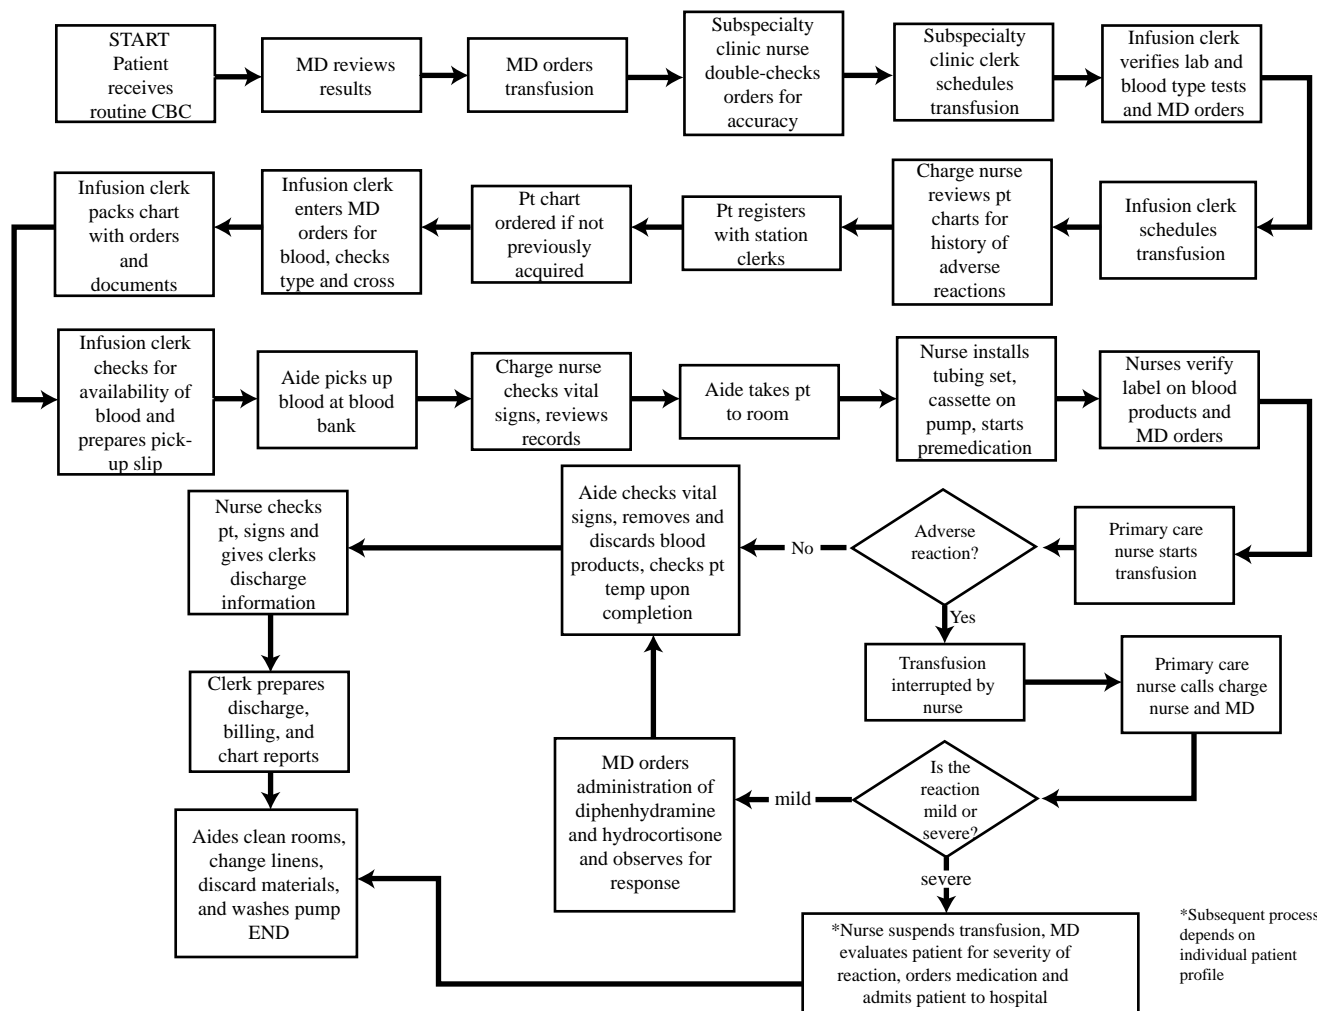 START
Patient
receives
routine CBC
MD reviews
results
MD orders
transfusion
Subspecialty
clinic nurse
double-checks
orders for
accuracy
Subspecialty
clinic clerk
schedules
transfusion
Infusion clerk
verifies lab and
blood type tests
and MD orders
Infusion clerk
schedules
transfusion
Charge nurse
reviews pt
charts for
history of
adverse
reactions
Pt registers
with station
clerks
Pt chart
ordered if not
previously
acquired
Infusion clerk
enters MD
orders for
blood, checks
type and cross
Infusion clerk
packs chart
with orders
and
documents
Infusion clerk
checks for
availability of
blood and
prepares pick-
up slip
Aide picks up
blood at blood
bank
Charge nurse
checks vital
signs, reviews
records
Aide takes pt
to room
Nurse installs
tubing set,
cassette on
pump, starts
premedication
Nurses verify
label on blood
products and
MD orders
Primary care
nurse starts
transfusion
Adverse
reaction?
No
Aide checks vital
signs, removes and
discards blood
products, checks pt
temp upon
completion
Nurse checks
pt, signs and
gives clerks
discharge
information
Clerk prepares
discharge,
billing, and
chart reports
Aides clean rooms,
change linens,
discard materials,
and washes pump
END
Yes
Transfusion
interrupted by
nurse
Primary care
nurse calls charge
nurse and MD
Is the
reaction
mild or
severe?
mild
MD orders
administration of
diphenhydramine
and hydrocortisone
and observes for
response
severe
*Nurse suspends transfusion, MD
evaluates patient for severity of
reaction, orders medication and
admits patient to hospital
*Subsequent process
depends on
individual patient
profile